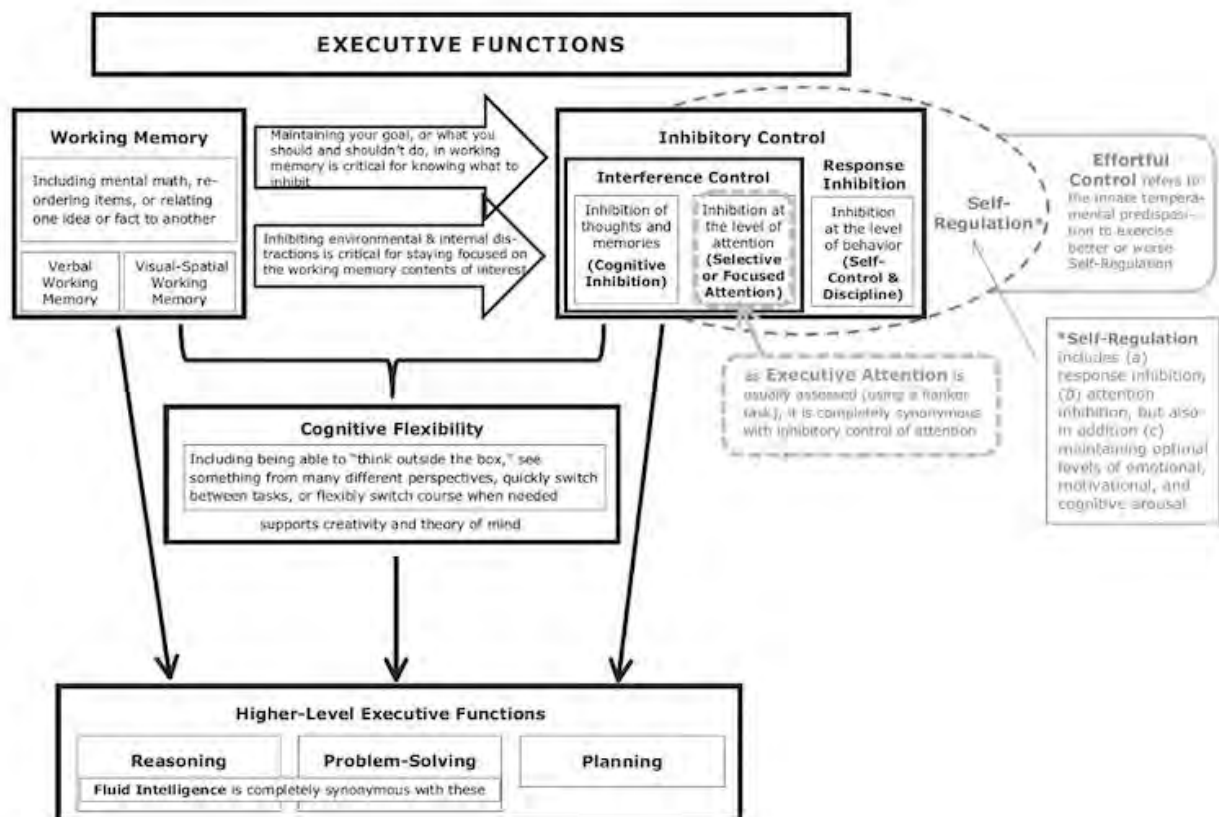 EXECUTIVE FUNCTIONS
Working Memory
Including mental math, re-
ordering items, or relating
one idea or fact to another
Verbal
Working
Memory
Visual-Spatial
Working
Memory
Maintaining your goal, or what you
should and shouldn't do, in working
memory is critical for knowing what to
inhibit
Inhibiting environmental & internal dis-
tractions is critical for staying focused
on the working memory contents of interest
Inhibitory Control
Interference Control
Inhibition of
thoughts and
memories
(Cognitive
Inhibition)
Inhibition at
the level of
attention
(Selective
or Focused
Attention)
Response
Inhibition
Inhibition
at the level
of behavior
(Self-
Control &
Discipline)
Self-
Regulation*
Effortful
Control refers to
the innate tempera-
mental predisposi-
tion to exercise
better or worse
Self-Regulation
as Executive Attention is
usually assessed (using a flanker
task), it is completely synonymous
with inhibitory control of attention
*Self-Regulation
includes (a)
response inhibition,
(b) attention
inhibition, but also
in addition (c)
maintaining optimal
levels of emotional,
motivational, and
cognitive arousal
Cognitive Flexibility
Including being able to "think outside the box," see
something from many different perspectives, quickly switch
between tasks, or flexibly switch course when needed
supports creativity and theory of mind
Higher-Level Executive Functions
Reasoning
Problem-Solving
Planning
Fluid Intelligence is completely synonymous with these